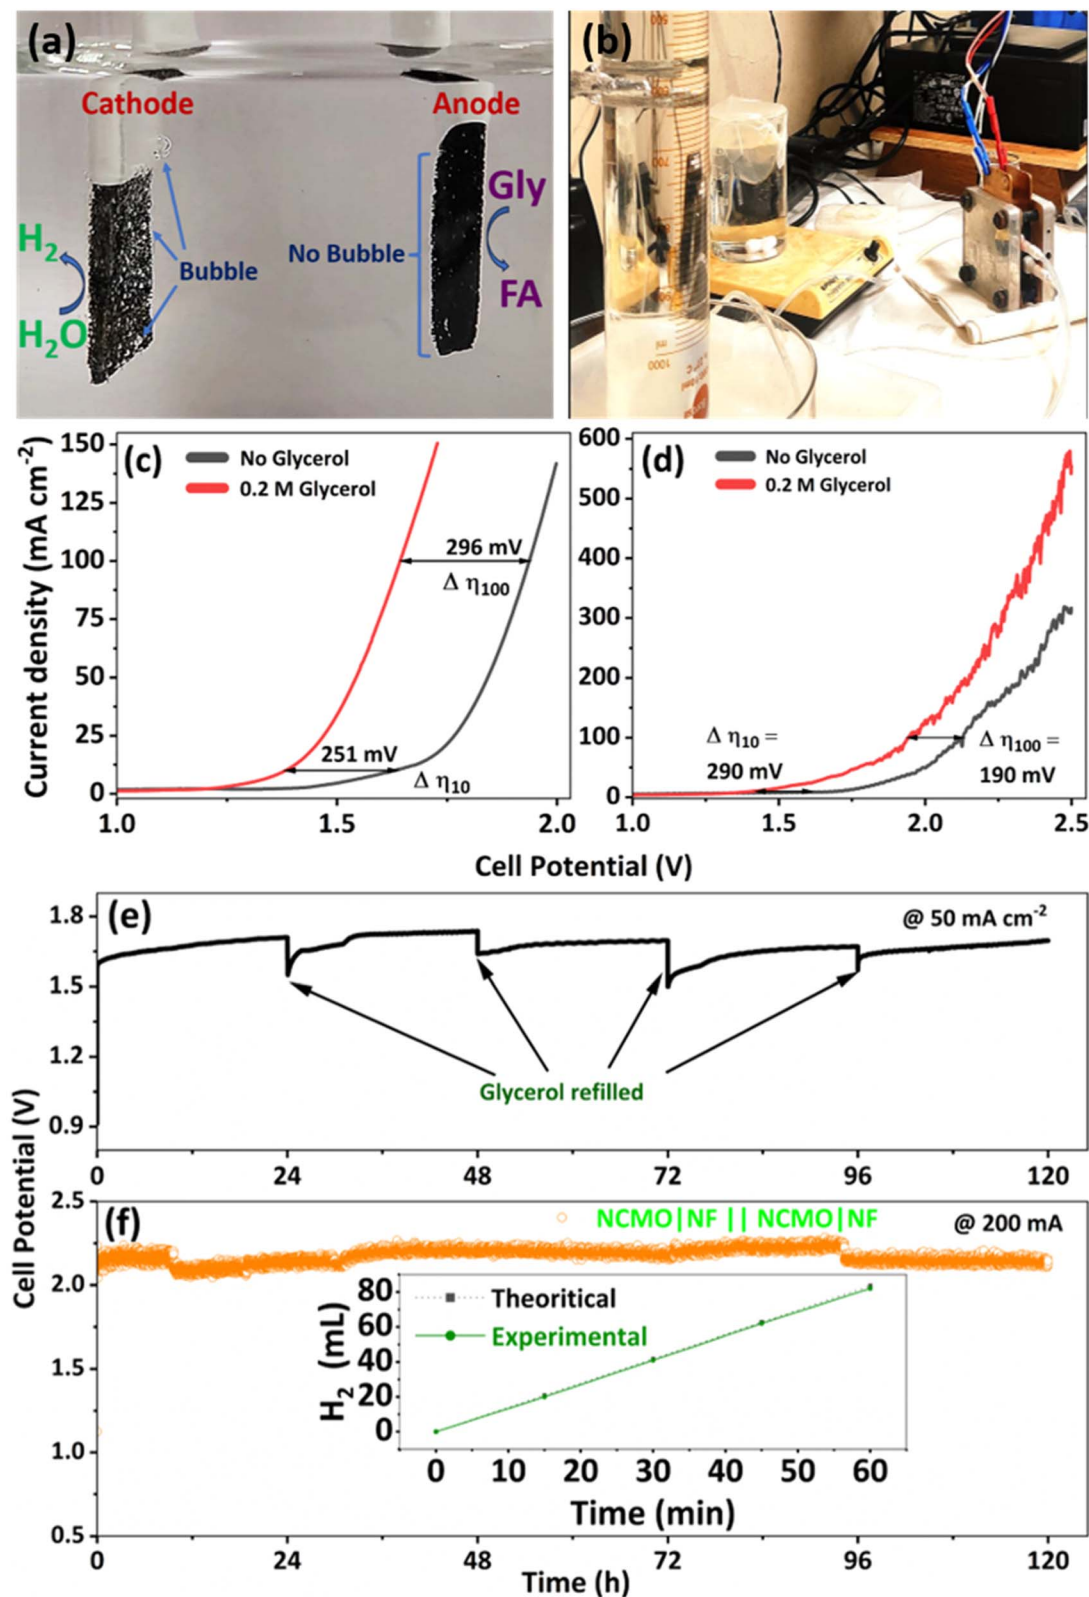 (a)
Cathode
Anode
H₂
H₂O
Bubble
No Bubble
Gly
FA
(b)
500
700
ml
1000
(c)
No Glycerol
0.2 M Glycerol
296 mV
Δ η₁₀₀
251 mV
Δ η₁₀
Current density (mA cm⁻²)
150
125
100
75
50
25
0
1.0
1.5
2.0
(d)
No Glycerol
0.2 M Glycerol
Δ η₁₀ =
290 mV
Δ η₁₀₀ =
190 mV
600
500
400
300
200
100
0
1.0
1.5
2.0
2.5
Cell Potential (V)
(e)
@ 50 mA cm⁻²
Glycerol refilled
1.8
1.5
1.2
0.9
0
24
48
72
96
120
Cell Potential (V)
(f)
NCMO|NF || NCMO|NF
@ 200 mA
2.5
2.0
1.5
1.0
0.5
Theoritical
Experimental
H₂ (mL)
80
60
40
20
0
0
10
20
30
40
50
60
Time (min)
0
24
48
72
96
120
Time (h)